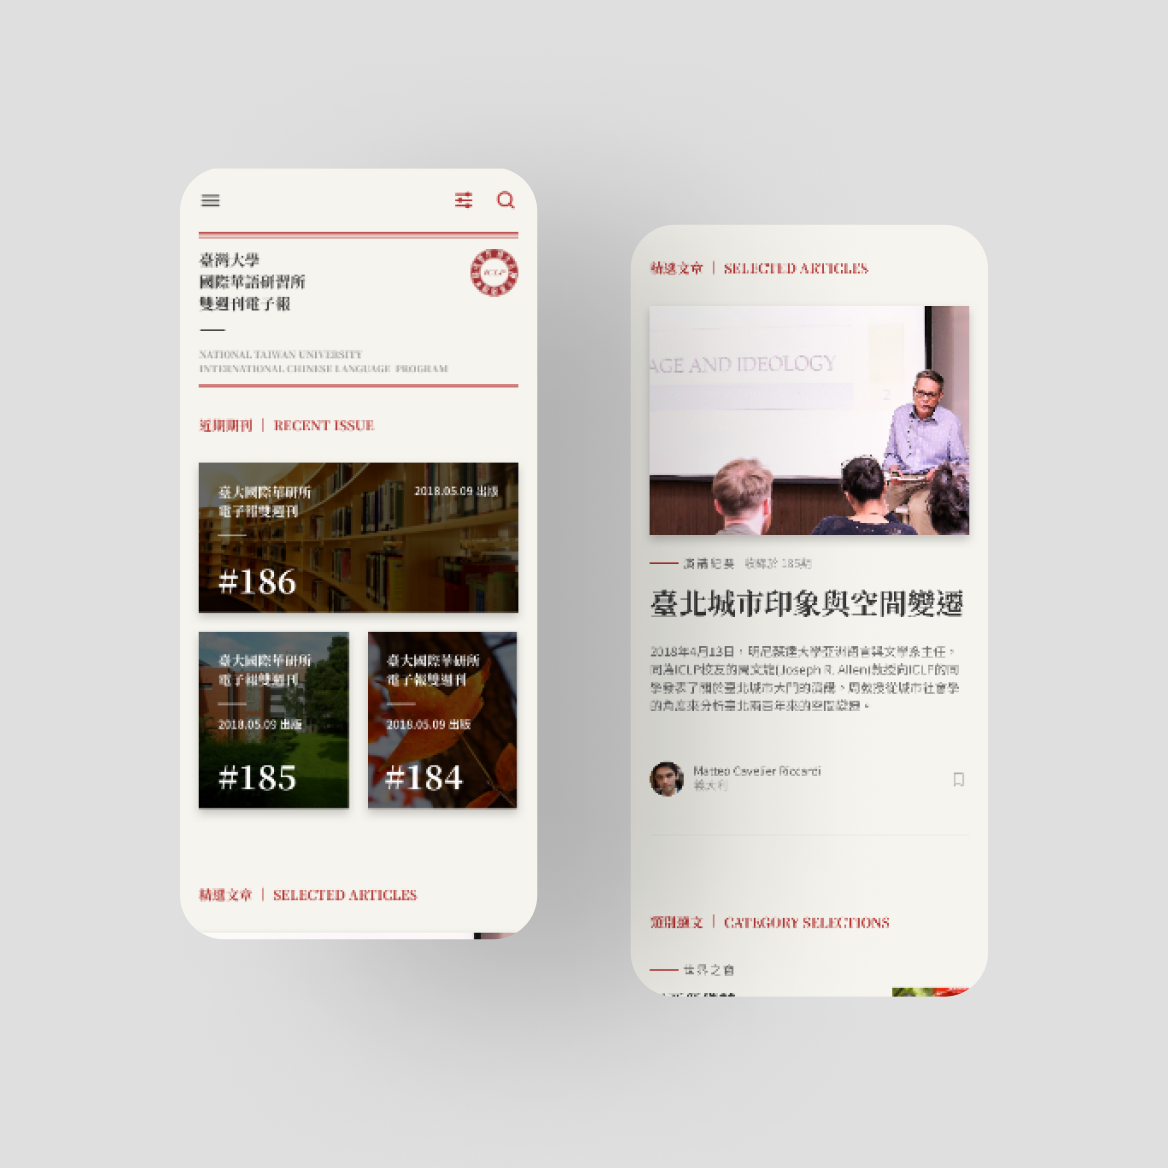 臺灣大學
國際華語研習所
雙週刊電子報
ICLP
NATIONAL TAIWAN UNIVERSITY
INTERNATIONAL CHINESE LANGUAGE PROGRAM
近期期刊 | RECENT ISSUE
臺大國際華研所
電子報雙週刊
2018.05.09 出版
#186
臺大國際華研所
電子報雙週刊
2018.05.09 出版
#185
臺大國際華研所
電子報雙週刊
2018.05.09 出版
#184
精選文章 | SELECTED ARTICLES
精選文章 | SELECTED ARTICLES
AGE AND IDEOLOGY
2
演講紀要 收錄於 185期
臺北城市印象與空間變遷
2018年4月13日，明尼蘇達大學亞洲語言與文學系主任，
同為ICLP校友的周文龍(Joseph R. Allen)教授向ICLP的同
學發表了關於臺北城市大門的演講。周教授從城市社會學
的角度來分析臺北兩百年來的空間變遷。
Matteo Cavelier Riccardi
義大利
類別選文 | CATEGORY SELECTIONS
世界之窗